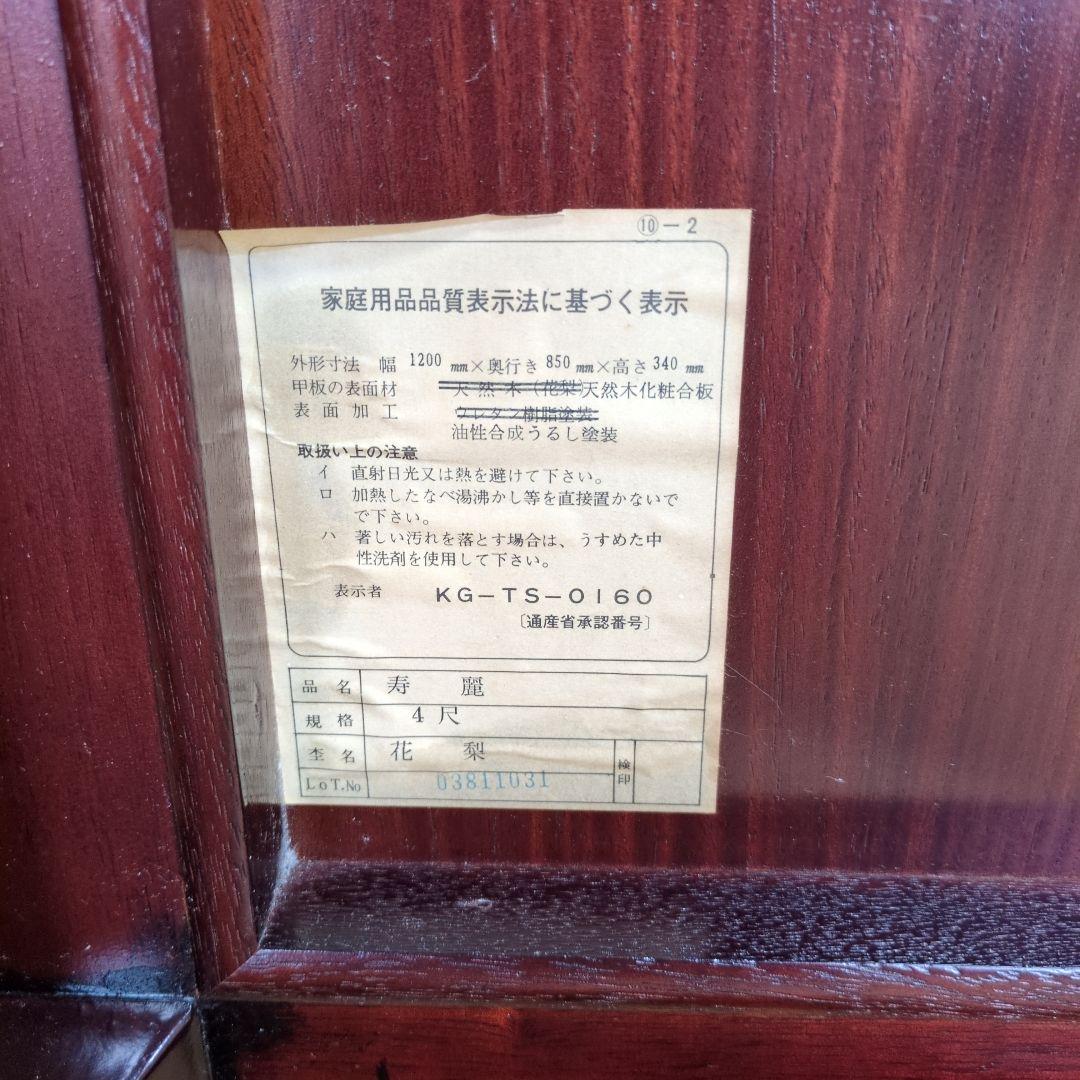 ⑩－2
家庭用品品質表示法に基づく表示
外形寸法 幅 1200 ㎜×奥行き 850 ㎜×高さ 340 ㎜
甲板の表面材 天然木（花梨）天然木化粧合板
表面加工 ウレタン樹脂塗装
油性合成うるし塗装
取扱い上の注意
イ 直射日光又は熱を避けて下さい。
ロ 加熱したなべ湯沸かし等を直接置かないで
で下さい。
ハ 著しい汚れを落とす場合は、うすめた中
性洗剤を使用して下さい。
表示者 KG－TS－0160
〔通産省承認番号〕
品名 寿麗
規格 4尺
杢名 花梨
検印
LoT.No 03811031